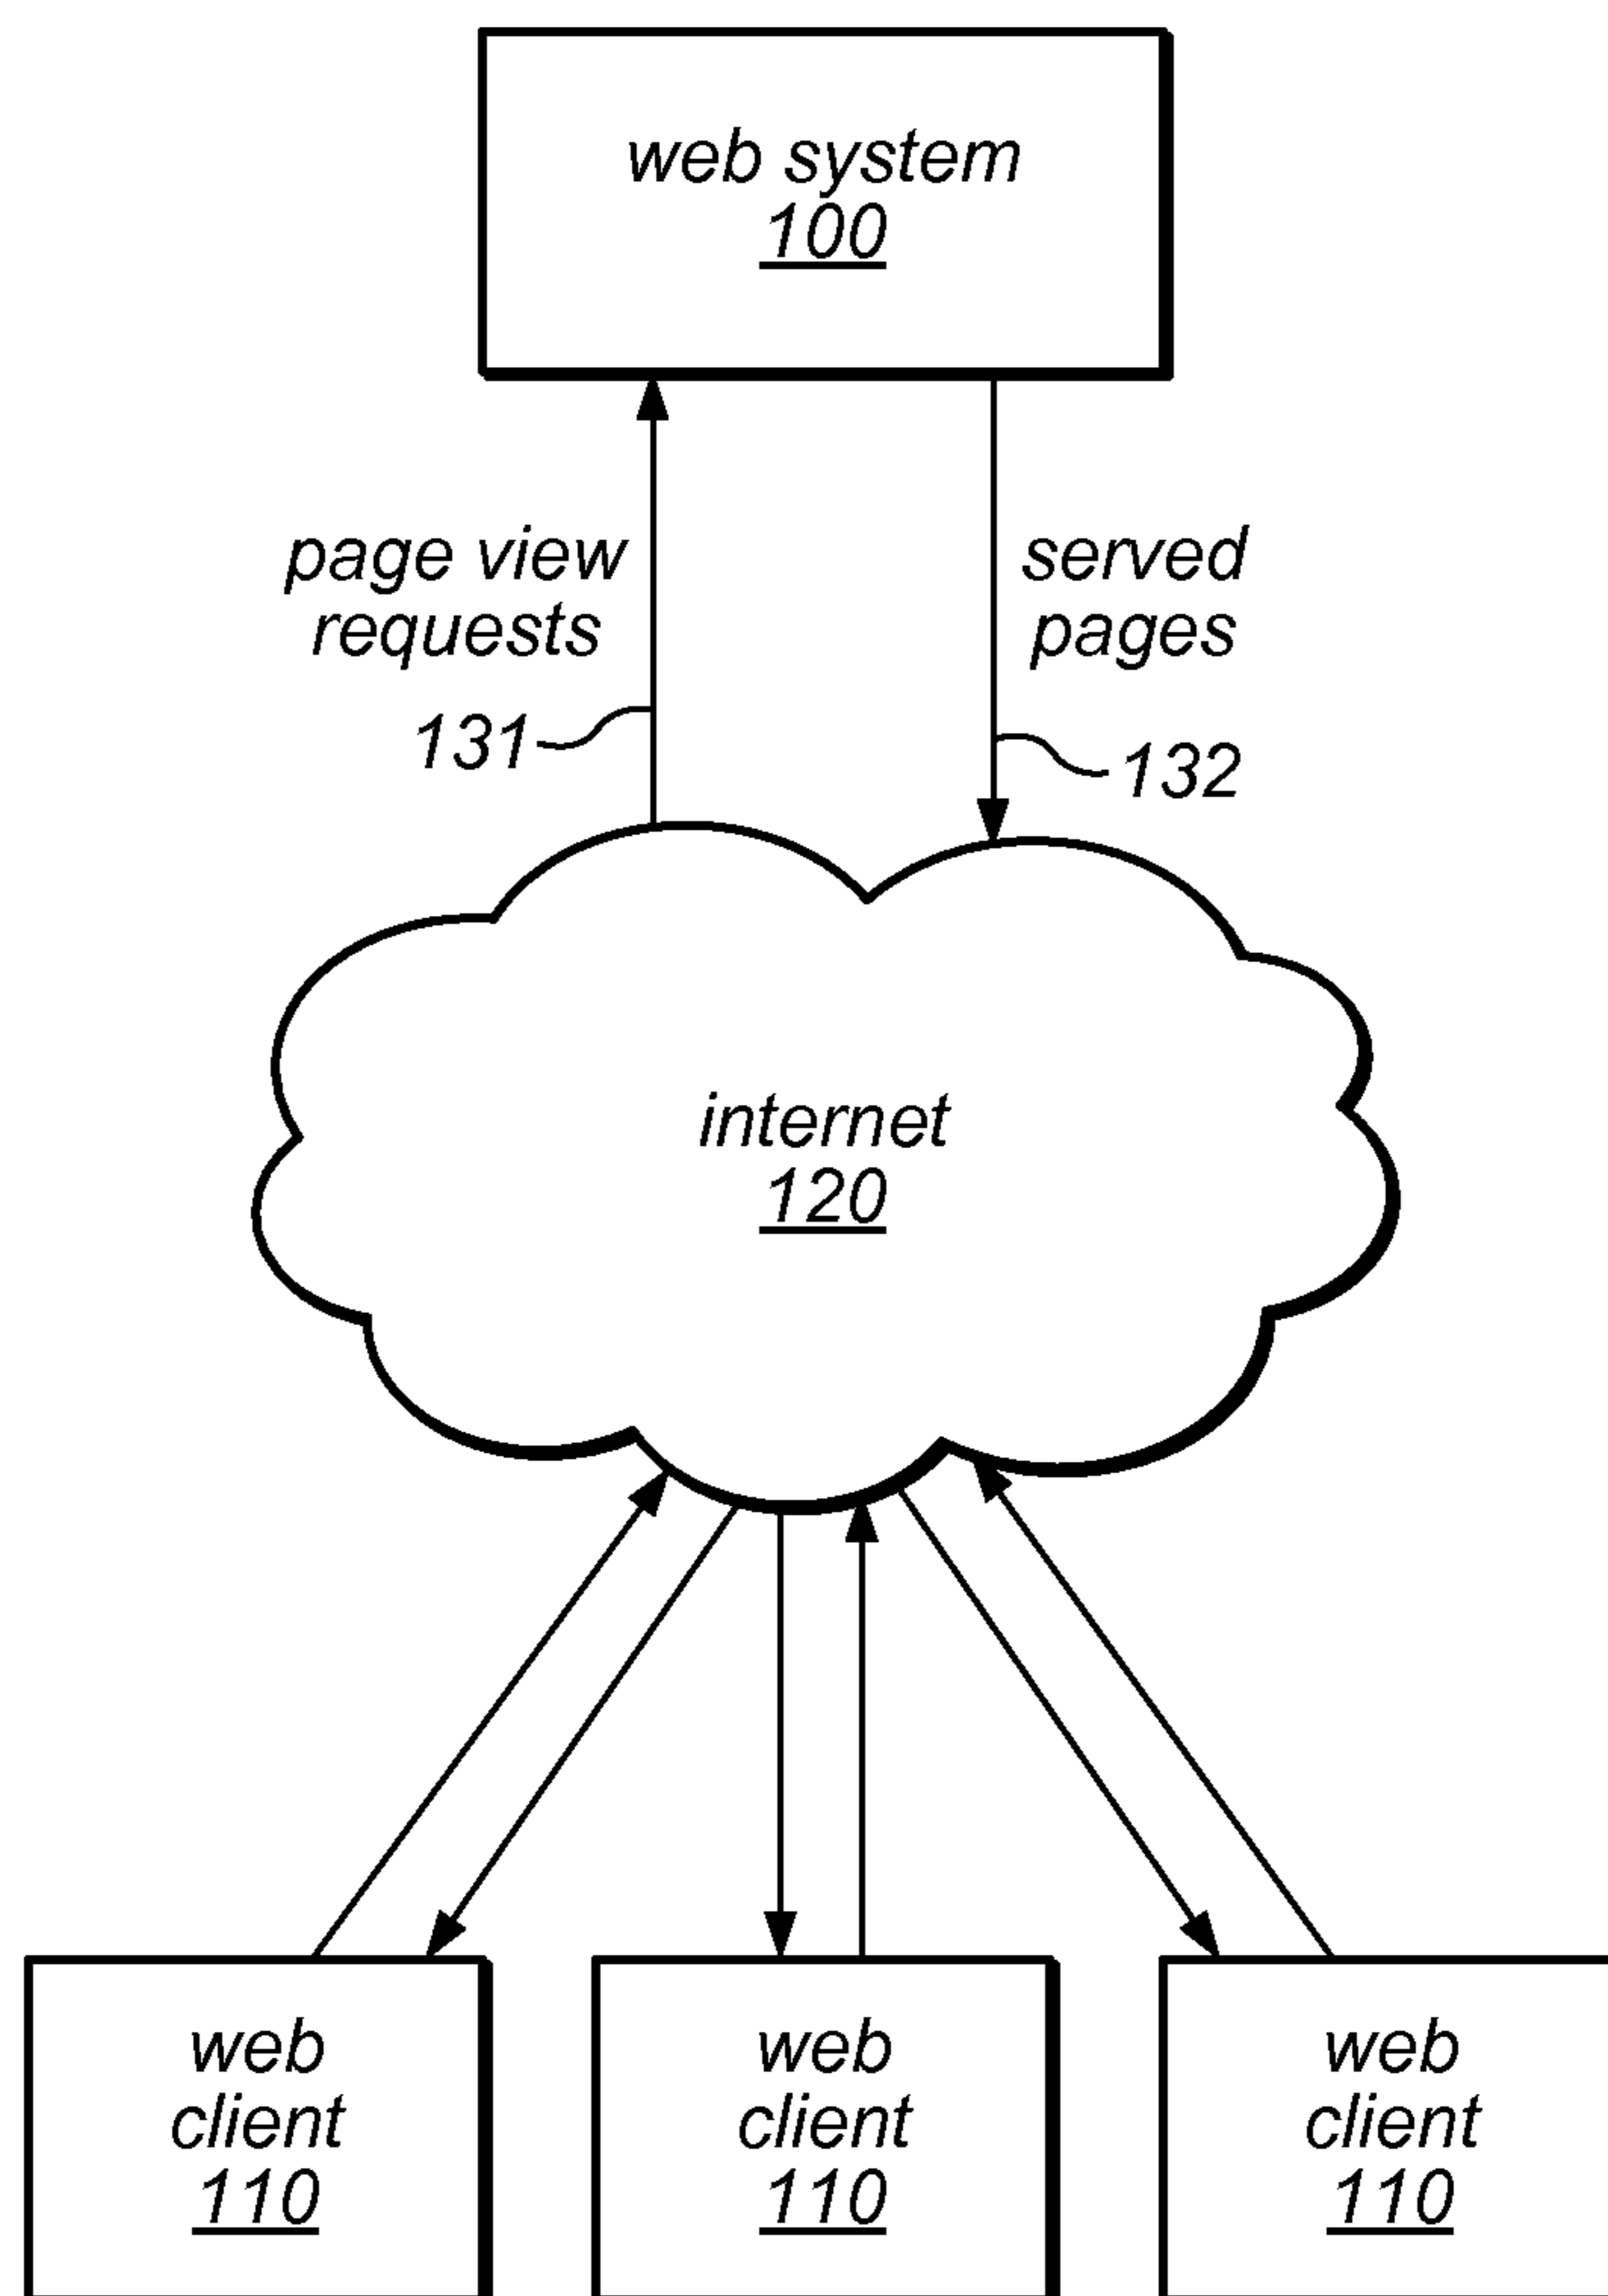 web system
100
page view
requests
131
served
pages
132
internet
120
web
client
110
web
client
110
web
client
110